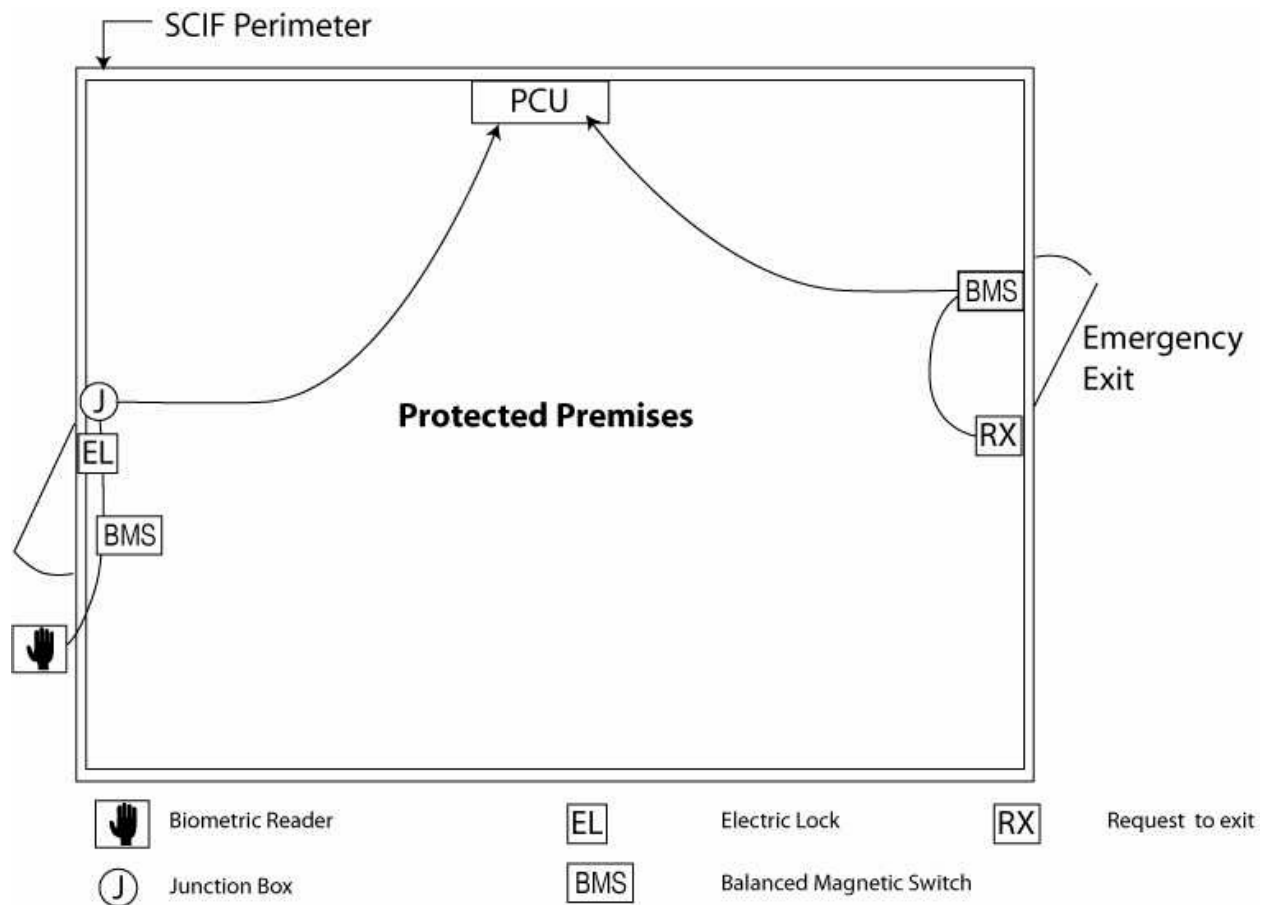 SCIF Perimeter
PCU
BMS
Emergency
Exit
J
Protected Premises
RX
EL
BMS
Biometric Reader
EL
Electric Lock
RX
Request to exit
J
Junction Box
BMS
Balanced Magnetic Switch